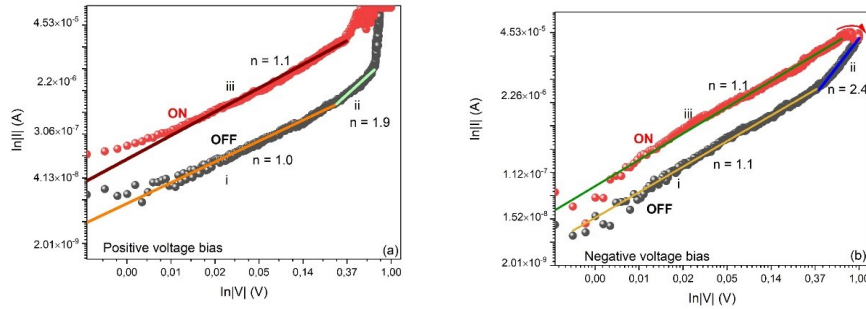 4.53×10⁻⁵
2.2×10⁻⁶
3.06×10⁻⁷
4.13×10⁻⁸
2.01×10⁻⁹
ln|I| (A)
n = 1.1
iii
ON
ii
n = 1.9
OFF
n = 1.0
i
Positive voltage bias
(a)
0,00 0,01 0,02 0,05 0,14 0,37 1,00
ln|V| (V)
4.53×10⁻⁵
2.26×10⁻⁶
1.12×10⁻⁷
1.52×10⁻⁸
2.01×10⁻⁹
ln|I| (A)
ii
n = 1.1
n = 2.4
iii
ON
n = 1.1
i
OFF
Negative voltage bias
(b)
0,00 0,01 0,02 0,05 0,14 0,37 1,00
ln|V| (V)